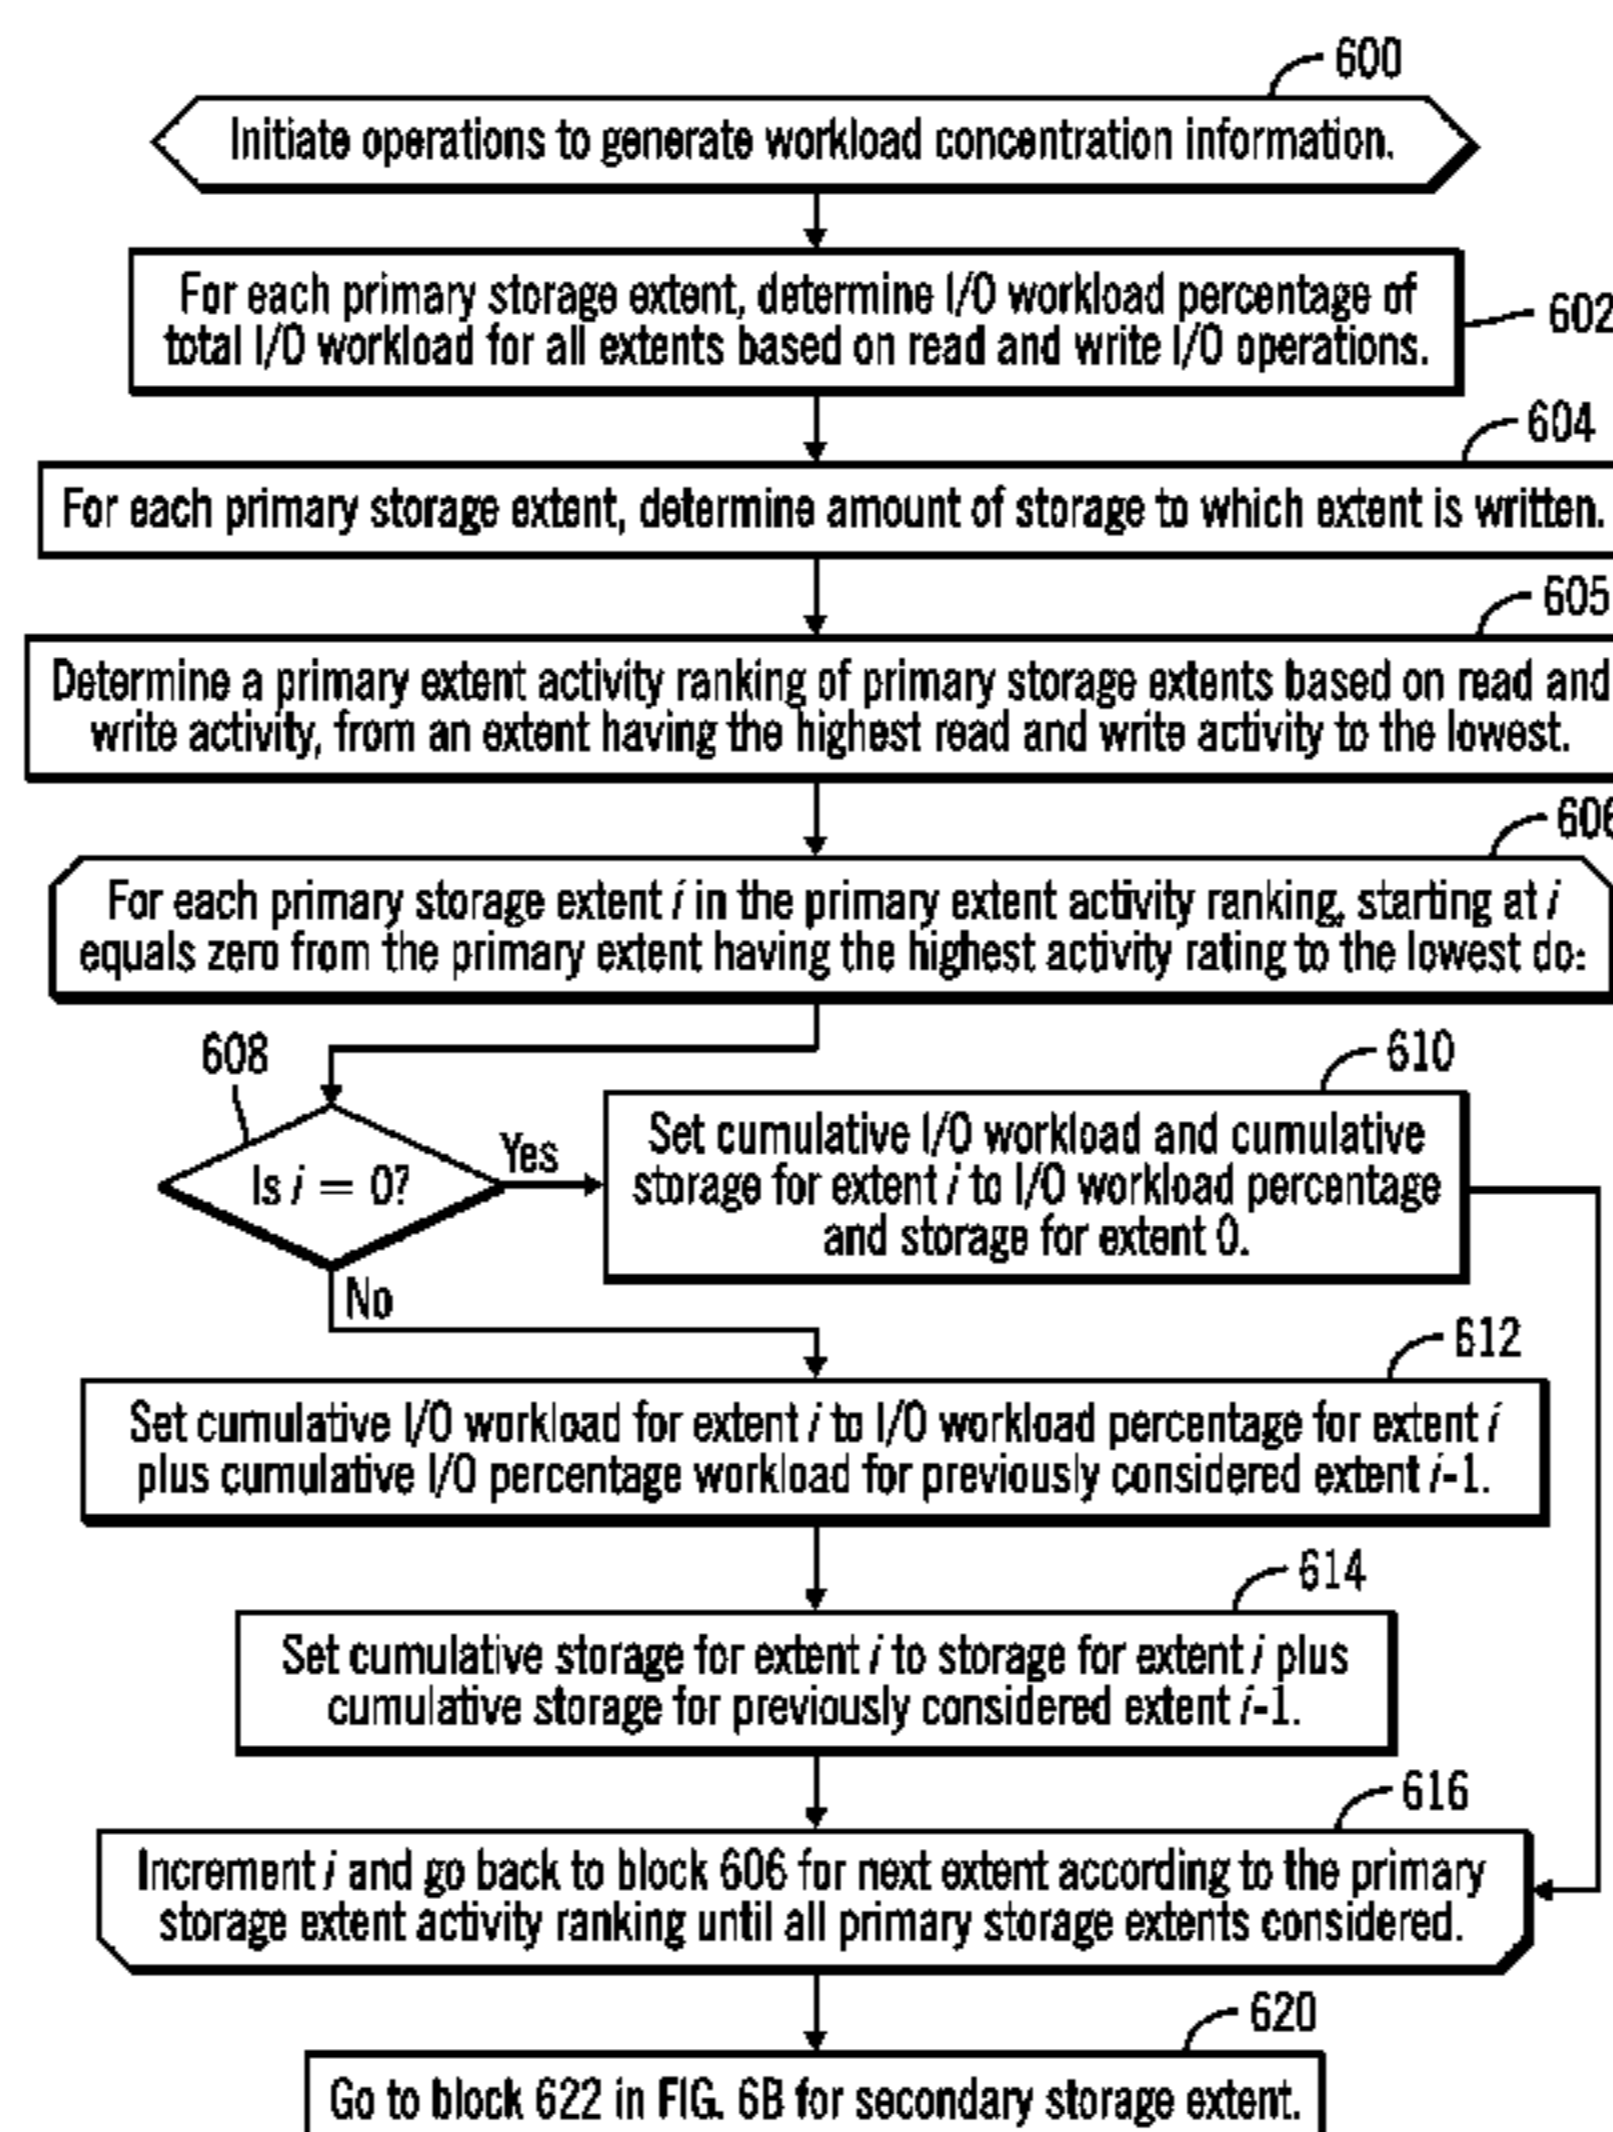 600
Initiate operations to generate workload concentration information.
For each primary storage extent, determine I/O workload percentage of
total I/O workload for all extents based on read and write I/O operations.
602
604
For each primary storage extent, determine amount of storage to which extent is written.
605
Determine a primary extent activity ranking of primary storage extents based on read and
write activity, from an extent having the highest read and write activity to the lowest.
606
For each primary storage extent i in the primary extent activity ranking, starting at i
equals zero from the primary extent having the highest activity rating to the lowest do:
608
Is i = 0?
Yes
610
Set cumulative I/O workload and cumulative
storage for extent i to I/O workload percentage
and storage for extent 0.
No
612
Set cumulative I/O workload for extent i to I/O workload percentage for extent i
plus cumulative I/O percentage workload for previously considered extent i-1.
614
Set cumulative storage for extent i to storage for extent i plus
cumulative storage for previously considered extent i-1.
616
Increment i and go back to block 606 for next extent according to the primary
storage extent activity ranking until all primary storage extents considered.
620
Go to block 622 in FIG. 6B for secondary storage extent.